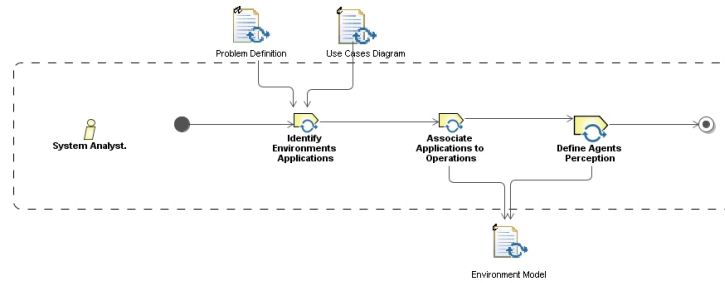 Problem Definition
Use Cases Diagram
System Analyst.
Identify
Environments
Applications
Associate
Applications to
Operations
Define Agents
Perception
Environment Model